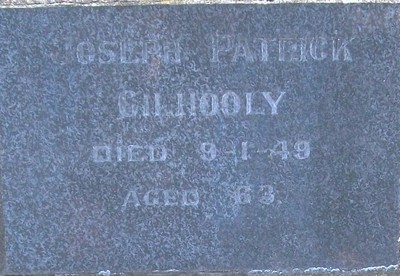 JOSEPH PATRICK
GILHOOLY
DIED 9-1-49
AGED 63